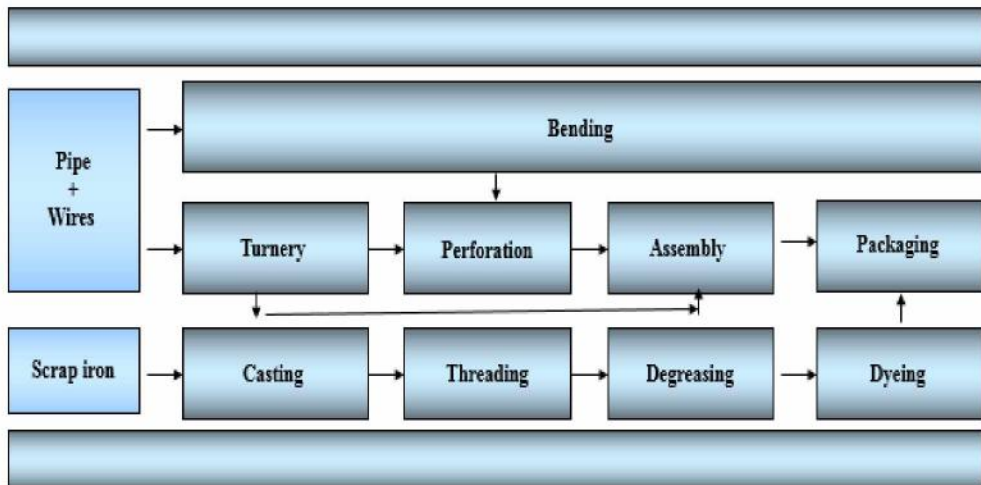 Bending
Pipe
+
Wires
Turnery
Perforation
Assembly
Packaging
Scrap iron
Casting
Threading
Degreasing
Dyeing